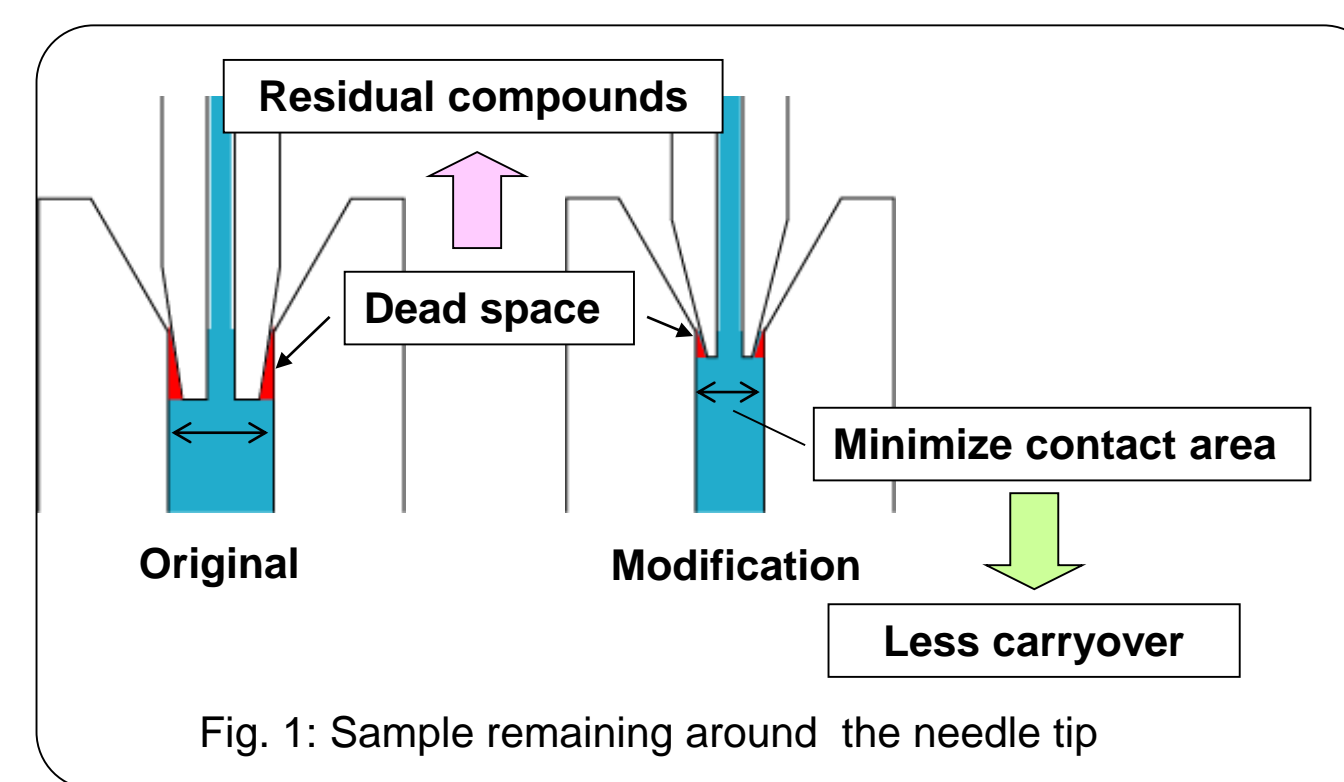 Residual compounds
Dead space
Minimize contact area
Original
Modification
Less carryover
Fig. 1: Sample remaining around the needle tip